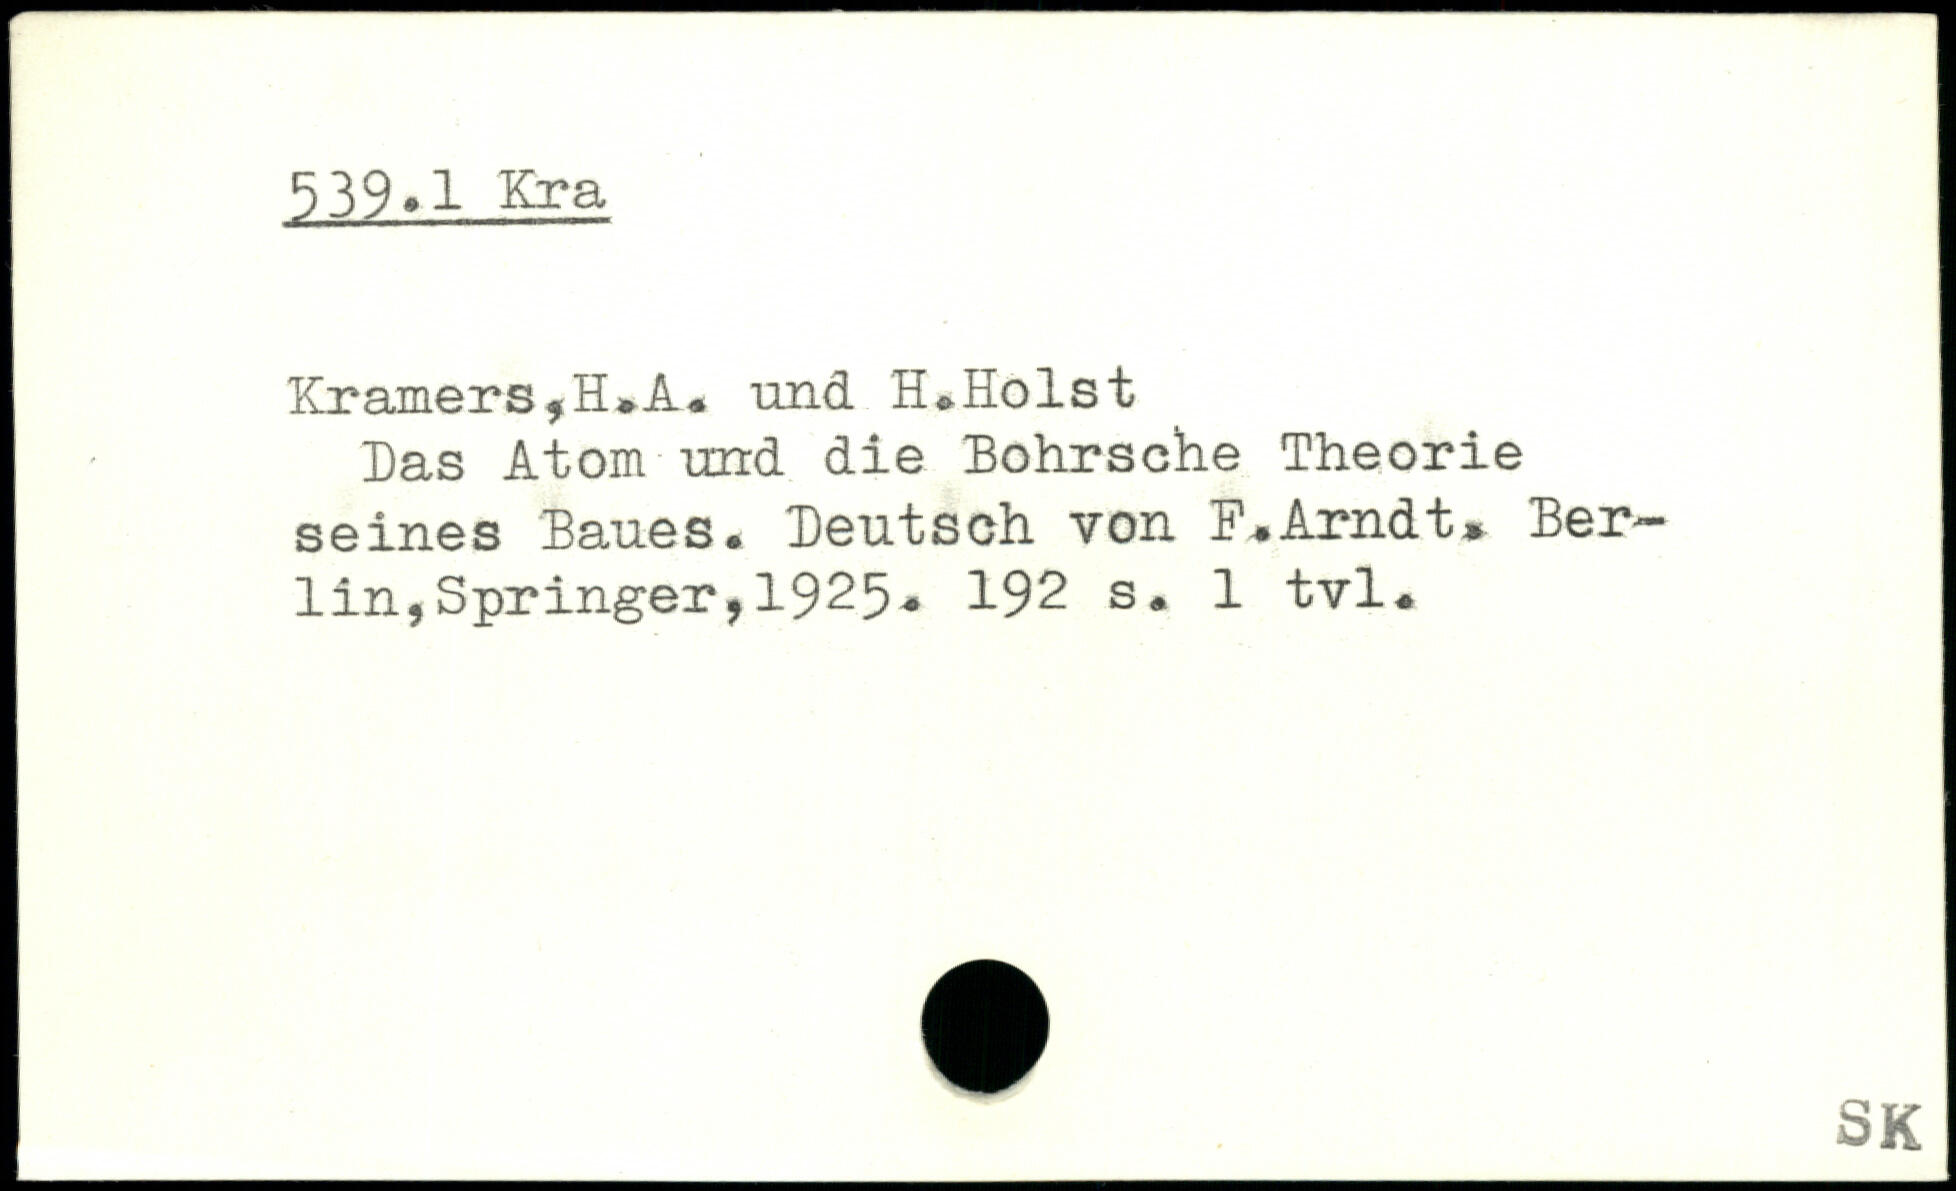 539.1 Kra
Kramers,H.A. und H.Holst
Das Atom und die Bohrsche Theorie
seines Baues. Deutsch von F.Arndt. Ber-
lin,Springer,1925. 192 s. 1 tvl.
SK